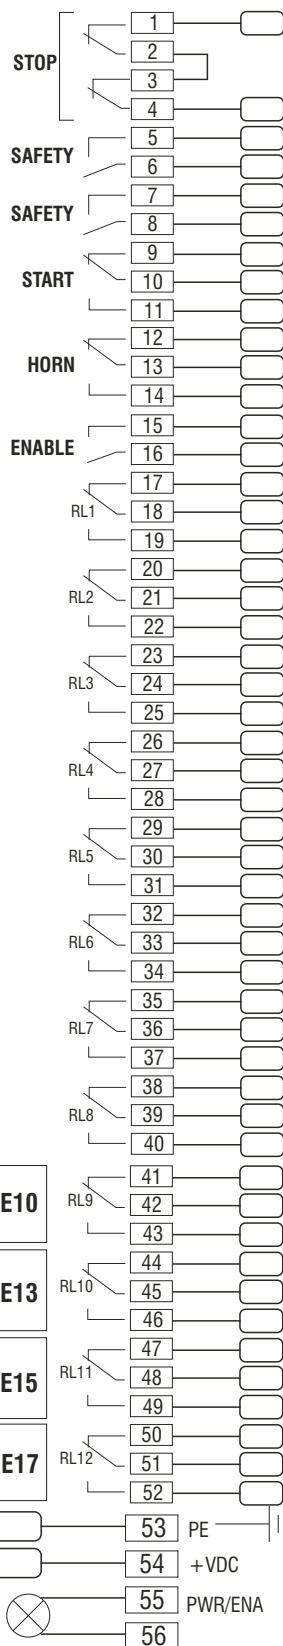 1
2
STOP
3
4
5
SAFETY
6
7
SAFETY
8
9
START 10
11
12
HORN 13
14
15
ENABLE 16
17
RL1 18
19
20
RL2 21
22
23
RL3 24
25
26
RL4 27
28
29
RL5 30
31
32
RL6 33
34
35
RL7 36
37
38
RL8 39
40
41
E10 RL9 42
43
44
E13 RL10 45
46
47
E15 RL11 48
49
50
E17 RL12 51
52
53 PE
54 +VDC
55 PWR/ENA
56